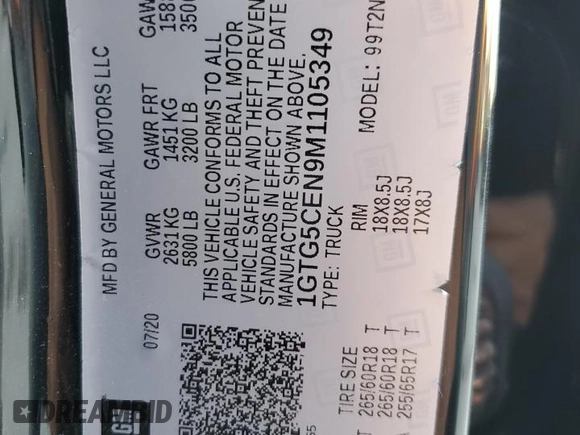 MFD BY GENERAL MOTORS LLC
07/20
GVWR
2631 KG
5800 LB
GAWR FRT
1451 KG
3200 LB
THIS VEHICLE CONFORMS TO ALL
APPLICABLE U.S. FEDERAL MOTOR
VEHICLE SAFETY AND THEFT PREVEN
STANDARDS IN EFFECT ON THE DATE
MANUFACTURE SHOWN ABOVE.
1GTG5CEN9M1105349
TYPE: TRUCK
MODEL: 99T2N
TIRE SIZE
RIM
265/60R18 T
18X8.5J
265/60R18 T
18X8.5J
255/65R17 T
17X8J
DREAMBID